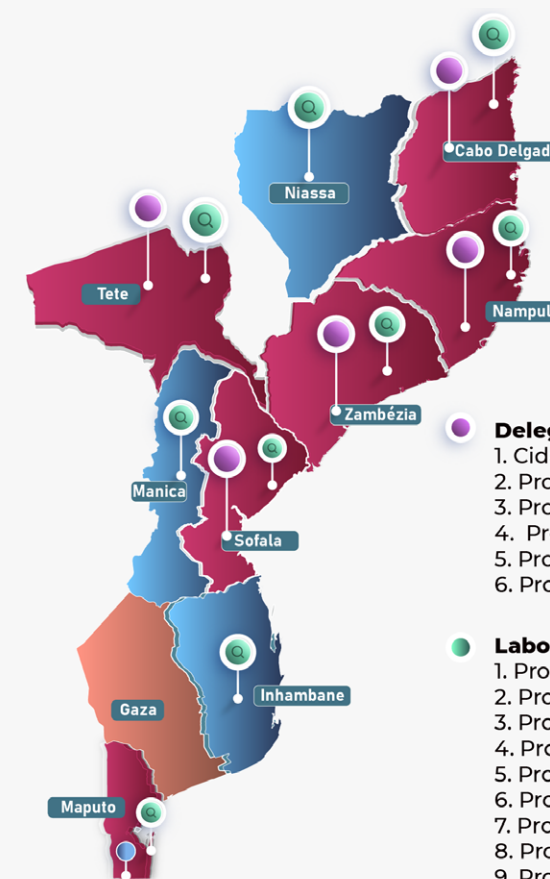 Cabo Delgad
Niassa
Tete
Nampul
Zambézia
Deleg
1. Cid
2. Pro
3. Pro
4. Pr
5. Pro
6. Pro
Manica
Sofala
Labo
1. Pro
2. Pro
3. Pro
4. Pro
5. Pro
6. Pro
7. Pro
8. Pro
9. Pro
Inhambane
Gaza
Maputo